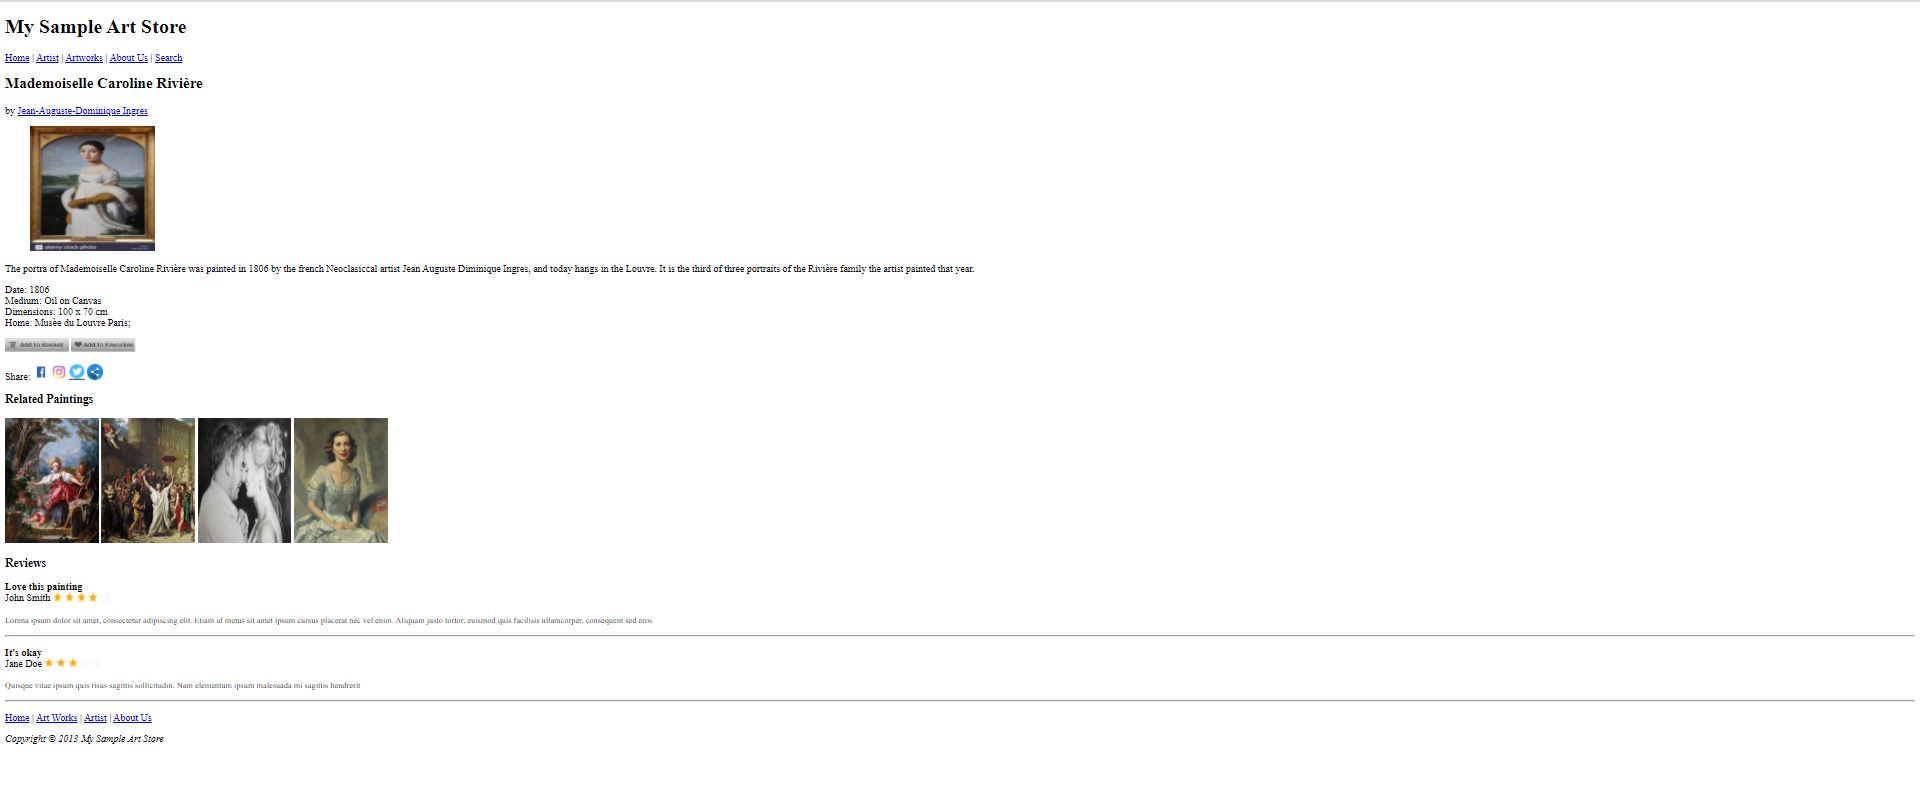 My Sample Art Store
Home | Artist | Artworks | About Us | Search
Mademoiselle Caroline Rivière
by Jean-Auguste-Dominique Ingres
alamy stock photo
The portra of Mademoiselle Caroline Rivière was painted in 1806 by the french Neoclasiccal artist Jean Auguste Diminique Ingres, and today hangs in the Louvre. It is the third of three portraits of the Rivière family the artist painted that year.
Date: 1806
Medium: Oil on Canvas
Dimensions: 100 x 70 cm
Home: Musèe du Louvre Paris;
Add to Basket Add to Favorites
Share:
Related Paintings
Reviews
Love this painting
John Smith
Lorena ipsum dolor sit amet, consectetur adipiscing elit. Etiam id metus sit amet ipsum cursus placerat nec vel enim. Aliquam justo tortor, euismod quis facilisis ullamcorper, consequent sed eros
It's okay
Jane Doe
Quisque vitae ipsum quis risus sagittis sollicitudin. Nam elementum ipsum malesuada mi sagittis hendrerit
Home | Art Works | Artist | About Us
Copyright © 2013 My Sample Art Store